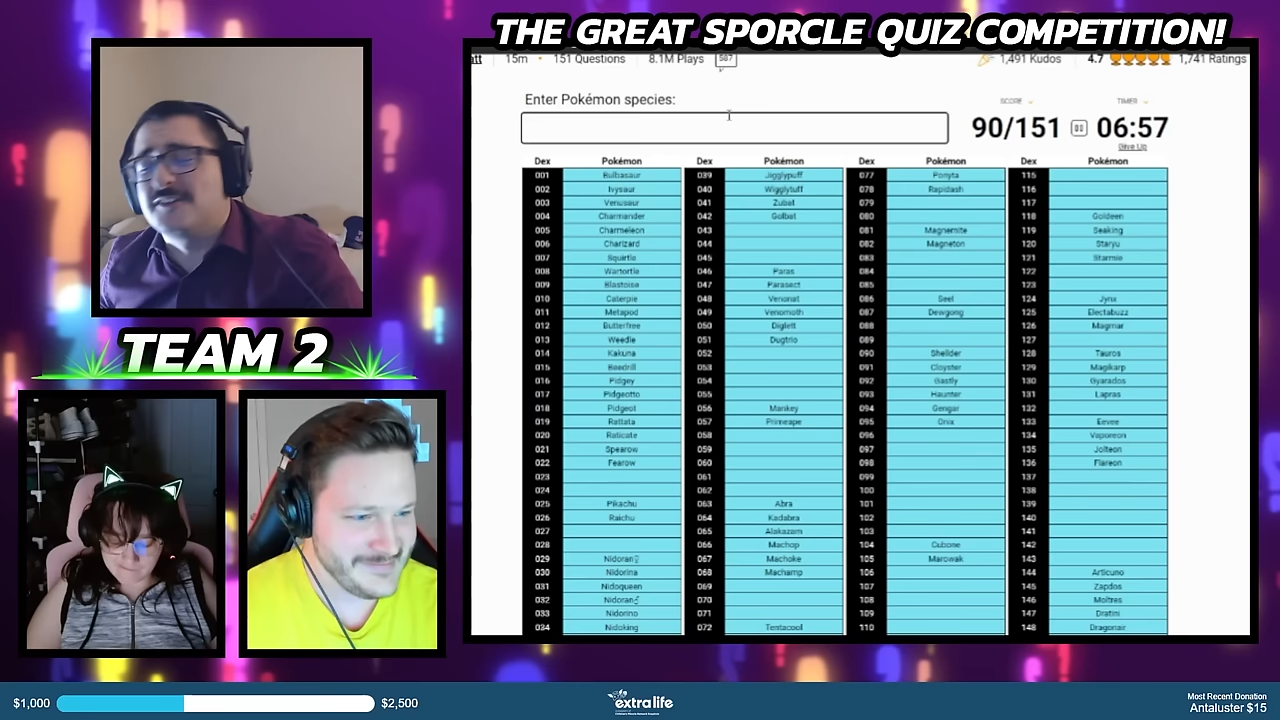 THE GREAT SPORCLE QUIZ COMPETITION!
15m • 151 Questions 8.1M Plays 587 1,491 Kudos 4.7 1,741 Ratings
Enter Pokémon species:
SCORE TIMER
90/151 06:57
Give Up
Dex Pokémon Dex Pokémon Dex Pokémon Dex Pokémon
001 Bulbasaur 039 Jigglypuff 077 Ponyta 115
002 Ivysaur 040 Wigglytuff 078 Rapidash 116
003 Venusaur 041 Zubat 079 117
004 Charmander 042 Golbat 080 118 Goldeen
005 Charmeleon 043 081 Magnemite 119 Seaking
006 Charizard 044 082 Magneton 120 Staryu
007 Squirtle 045 083 121 Starmie
008 Wartortle 046 Paras 084 122
009 Blastoise 047 Parasect 085 123
010 Caterpie 048 Venonat 086 Seel 124 Jynx
011 Metapod 049 Venomoth 087 Dewgong 125 Electabuzz
012 Butterfree 050 Diglett 088 126 Magmar
013 Weedle 051 Dugtrio 089 127
014 Kakuna 052 090 Shellder 128 Tauros
015 Beedrill 053 091 Cloyster 129 Magikarp
016 Pidgey 054 092 Gastly 130 Gyarados
017 Pidgeotto 055 093 Haunter 131 Lapras
018 Pidgeot 056 Mankey 094 Gengar 132
019 Rattata 057 Primeape 095 Onix 133 Eevee
020 Raticate 058 096 134 Vaporeon
021 Spearow 059 097 135 Jolteon
022 Fearow 060 098 136 Flareon
023 061 099 137
024 062 100 138
025 Pikachu 063 Abra 101 139
026 Raichu 064 Kadabra 102 140
027 065 Alakazam 103 141
028 066 Machop 104 Cubone 142
029 Nidoran♀ 067 Machoke 105 Marowak 143
030 Nidorina 068 Machamp 106 144 Articuno
031 Nidoqueen 069 107 145 Zapdos
032 Nidoran♂ 070 108 146 Moltres
033 Nidorino 071 109 147 Dratini
034 Nidoking 072 Tentacool 110 148 Dragonair
TEAM 2
$1,000 $2,500
extralife
Most Recent Donation
Antaluster $15